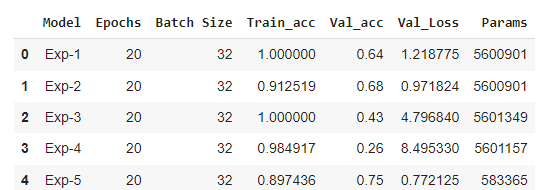 Model Epochs Batch Size Train_acc Val_acc Val_Loss Params
0 Exp-1 20 32 1.000000 0.64 1.218775 5600901
1 Exp-2 20 32 0.912519 0.68 0.971824 5600901
2 Exp-3 20 32 1.000000 0.43 4.796840 5601349
3 Exp-4 20 32 0.984917 0.26 8.495330 5601157
4 Exp-5 20 32 0.897436 0.75 0.772125 583365